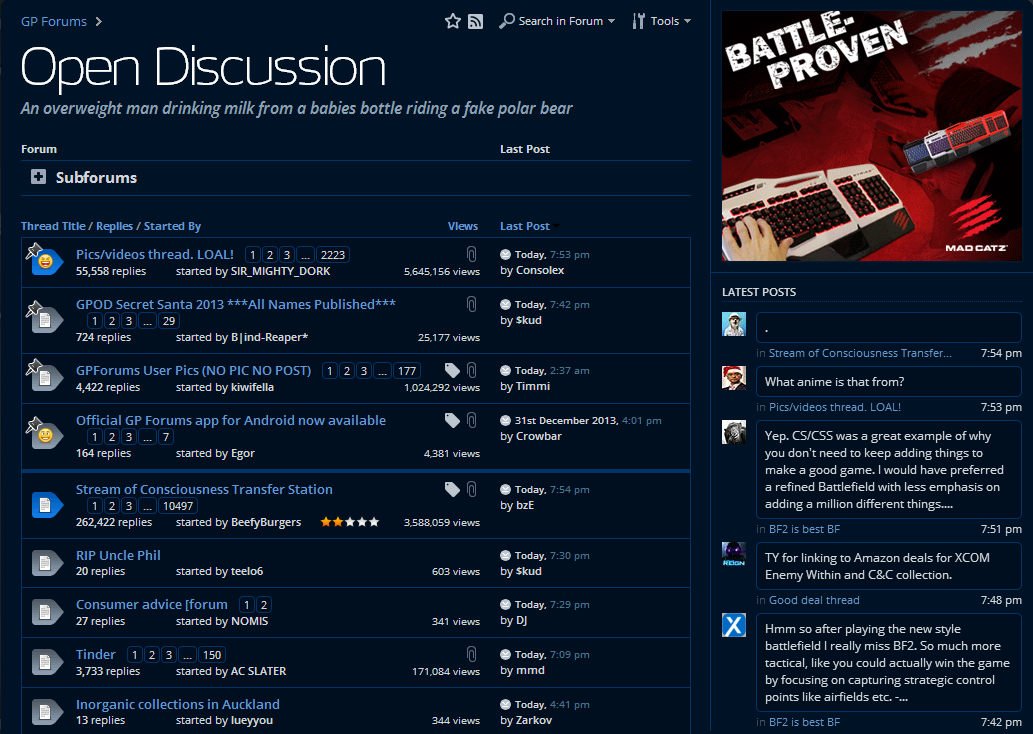 GP Forums
Search in Forum
Tools
Open Discussion
An overweight man drinking milk from a babies bottle riding a fake polar bear
Forum
Last Post
Subforums
Thread Title / Replies / Started By
Views
Last Post
Pics/videos thread. LOAL! 1 2 3 ... 2223
55,558 replies started by SIR_MIGHTY_DORK 5,645,156 views
Today, 7:53 pm
by Consolex
GPOD Secret Santa 2013 ***All Names Published***
1 2 3 ... 29
724 replies started by B|ind-Reaper* 25,177 views
Today, 7:42 pm
by $kud
GPForums User Pics (NO PIC NO POST) 1 2 3 ... 177
4,422 replies started by kiwifella 1,024,292 views
Today, 2:37 am
by Timmi
Official GP Forums app for Android now available
1 2 3 ... 7
164 replies started by Egor 4,381 views
31st December 2013, 4:01 pm
by Crowbar
Stream of Consciousness Transfer Station
1 2 3 ... 10497
262,422 replies started by BeefyBurgers 3,588,059 views
Today, 7:54 pm
by bzE
RIP Uncle Phil
20 replies started by teelo6 603 views
Today, 7:30 pm
by $kud
Consumer advice [forum 1 2
27 replies started by NOMIS 341 views
Today, 7:29 pm
by DJ
Tinder 1 2 3 ... 150
3,733 replies started by AC SLATER 171,084 views
Today, 7:09 pm
by mmd
Inorganic collections in Auckland
13 replies started by lueyyou 344 views
Today, 4:41 pm
by Zarkov
BATTLE-
PROVEN
MAD CATZ
LATEST POSTS
.
in Stream of Consciousness Transfer... 7:54 pm
What anime is that from?
in Pics/videos thread. LOAL! 7:53 pm
Yep. CS/CSS was a great example of why
you don't need to keep adding things to
make a good game. I would have preferred
a refined Battlefield with less emphasis on
adding a million different things....
in BF2 is best BF 7:51 pm
REIGN
TY for linking to Amazon deals for XCOM
Enemy Within and C&C collection.
in Good deal thread 7:48 pm
X
Hmm so after playing the new style
battlefield I really miss BF2. So much more
tactical, like you could actually win the game
by focusing on capturing strategic control
points like airfields etc. -...
in BF2 is best BF 7:42 pm